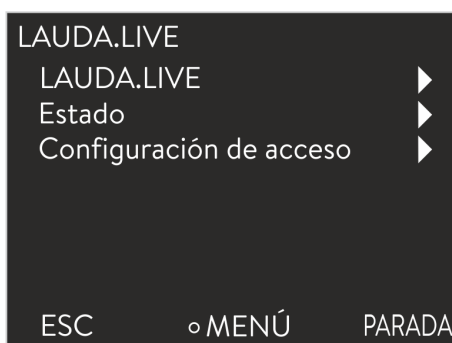 LAUDA.LIVE
LAUDA.LIVE
Estado
Configuración de acceso
ESC MENÚ PARADA